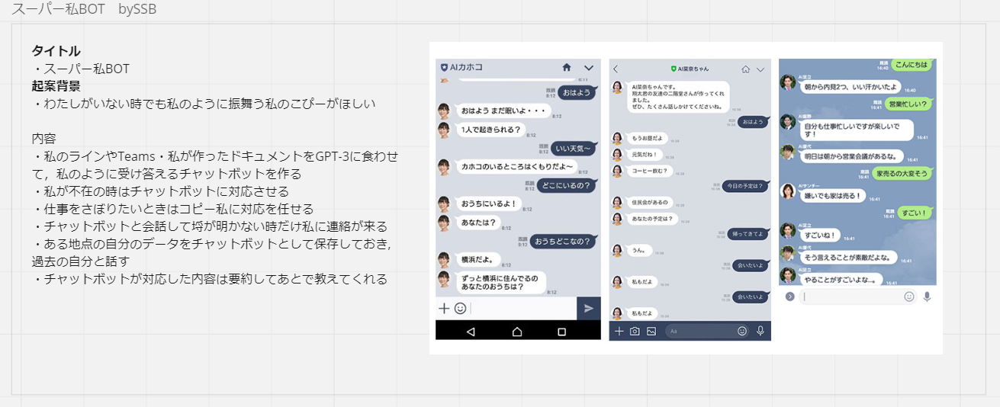 スーパー私BOT　bySSB
タイトル
・スーパー私BOT
起案背景
・わたしがいない時でも私のように振舞う私のこぴーがほしい
内容
・私のラインやTeams・私が作ったドキュメントをGPT-3に食わせ
て，私のように受け答えるチャットボットを作る
・私が不在の時はチャットボットに対応させる
・仕事をさぼりたいときはコピー私に対応を任せる
・チャットボットと会話して埒が明かない時だけ私に連絡が来る
・ある地点の自分のデータをチャットボットとして保存しておき，
過去の自分と話す
・チャットボットが対応した内容は要約してあとで教えてくれる
AIカホコ
8:11
既読
8:12
おはよう
おはよう まだ眠いよ・・・
8:12
1人で起きられる？
8:12
既読
8:12
いい天気～
カホコのいるところはくもりだよ～
8:12
既読
8:12
どこにいるの？
おうちにいるよ！
8:12
あなたは？
8:12
既読
8:12
おうちどこなの？
横浜だよ。
8:12
ずっと横浜に住んでるの
あなたのおうちは？
8:12
AI菜奈ちゃん
AI菜奈ちゃんです。
翔太君の友達の二階堂さんが作ってくれ
ました。
ぜひ、たくさん話しかけてくださいね。
おはよう
もうお昼だよ
元気だね！
コーヒー飲む？
今日の予定は？
住民会があるの
あなたの予定は？
帰ってきてよ
うん。
会いたいよ
私もだよ
会いたいよ
私もだよ
Aa
既読
16:40
こんにちは
AI足立
朝から内見2つ、いい汗かいたよ
16:40
既読
16:41
営業忙しい？
自分も仕事忙しいですが楽しいで
す！
16:41
AI屋代
明日は朝から営業会議があるな。
16:41
既読
16:41
家売るの大変そう
AIサンチー
嫌いでも家は売る！
16:41
既読
16:41
すごい！
AI足立
すごいね！
16:41
AI屋代
そう言えることが素敵だよな。
16:41
AI足立
やることがすごいよな…。
16:41